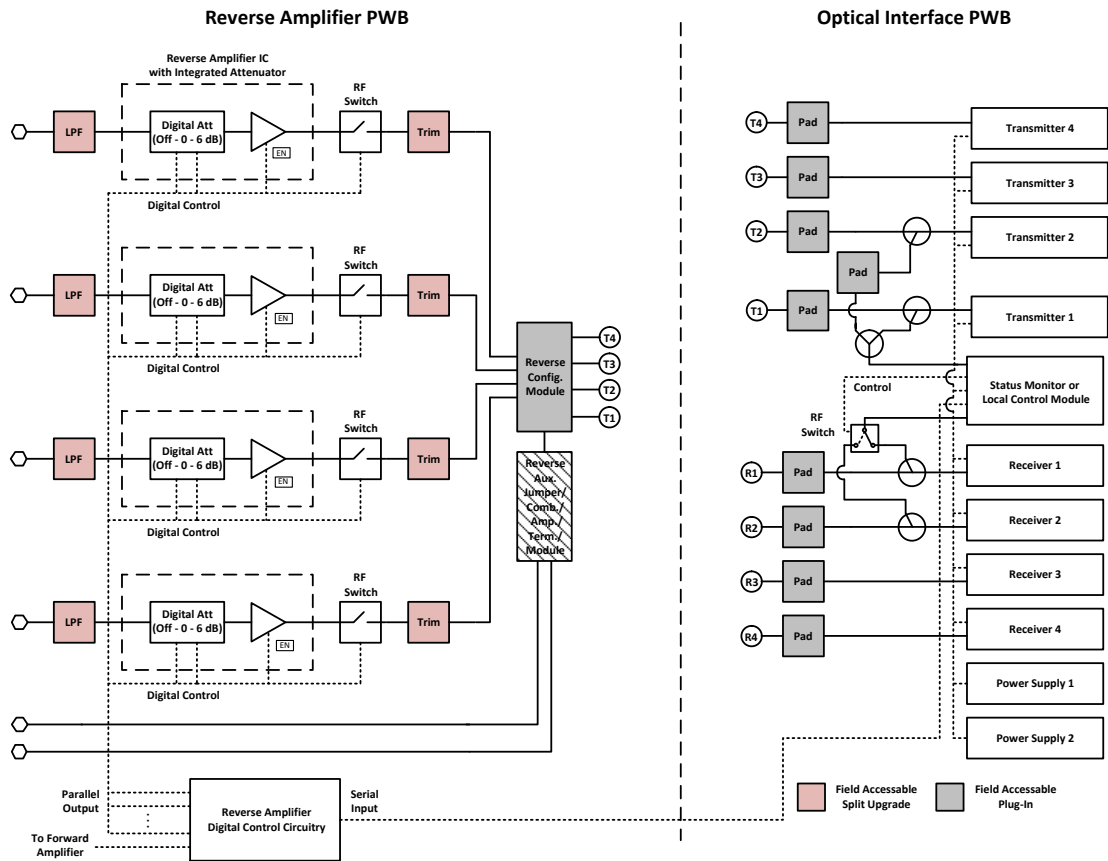 Reverse Amplifier PWB
Optical Interface PWB
Reverse Amplifier IC
with Integrated Attenuator
LPF
Digital Att
(Off - 0 - 6 dB)
EN
RF
Switch
Trim
Digital Control
LPF
Digital Att
(Off - 0 - 6 dB)
EN
RF
Switch
Trim
Digital Control
LPF
Digital Att
(Off - 0 - 6 dB)
EN
RF
Switch
Trim
Digital Control
LPF
Digital Att
(Off - 0 - 6 dB)
EN
RF
Switch
Trim
Digital Control
Reverse
Config.
Module
T4
T3
T2
T1
Reverse
Aux.
Jumper/
Comb./
Amp./
Term./
Module
Parallel
Output
To Forward
Amplifier
Reverse Amplifier
Digital Control Circuitry
Serial
Input
T4
Pad
Transmitter 4
T3
Pad
Transmitter 3
T2
Pad
Transmitter 2
Pad
T1
Pad
Transmitter 1
Control
Status Monitor or
Local Control Module
RF
Switch
R1
Pad
Receiver 1
R2
Pad
Receiver 2
R3
Pad
Receiver 3
R4
Pad
Receiver 4
Power Supply 1
Power Supply 2
Field Accessable
Split Upgrade
Field Accessable
Plug-In